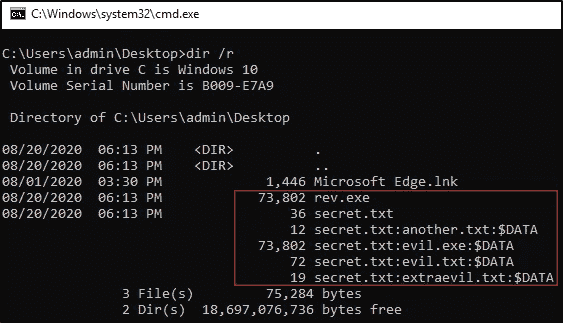 C:\Windows\system32\cmd.exe
C:\Users\admin\Desktop>dir /r
Volume in drive C is Windows 10
Volume Serial Number is B009-E7A9
Directory of C:\Users\admin\Desktop
08/20/2020 06:13 PM <DIR> .
08/20/2020 06:13 PM <DIR> ..
08/01/2020 03:30 PM 1,446 Microsoft Edge.lnk
08/20/2020 06:13 PM 73,802 rev.exe
08/20/2020 06:13 PM 36 secret.txt
12 secret.txt:another.txt:$DATA
73,802 secret.txt:evil.exe:$DATA
72 secret.txt:evil.txt:$DATA
19 secret.txt:extraevil.txt:$DATA
3 File(s) 75,284 bytes
2 Dir(s) 18,697,076,736 bytes free